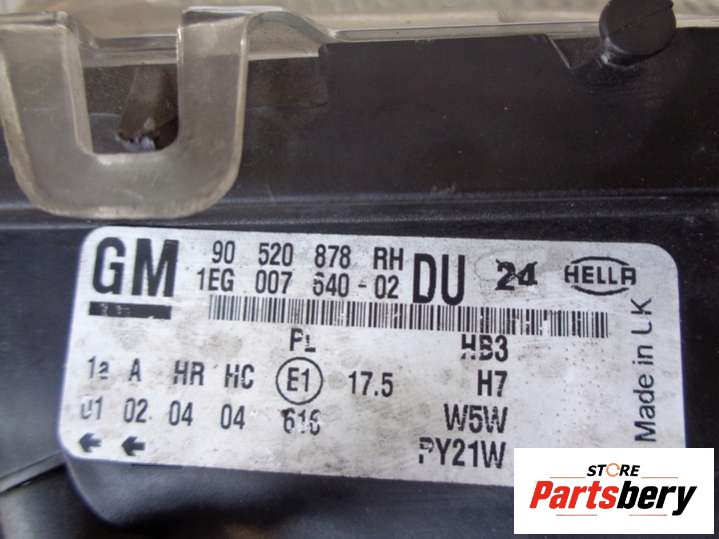 GM 90 520 878 RH DU 24 HELLA
1EG 007 640-02
PL HB3
1a A HR HC E1 17.5 H7
01 02 04 04 616 W5W
PY21W
Made in UK
STORE
Partsbery